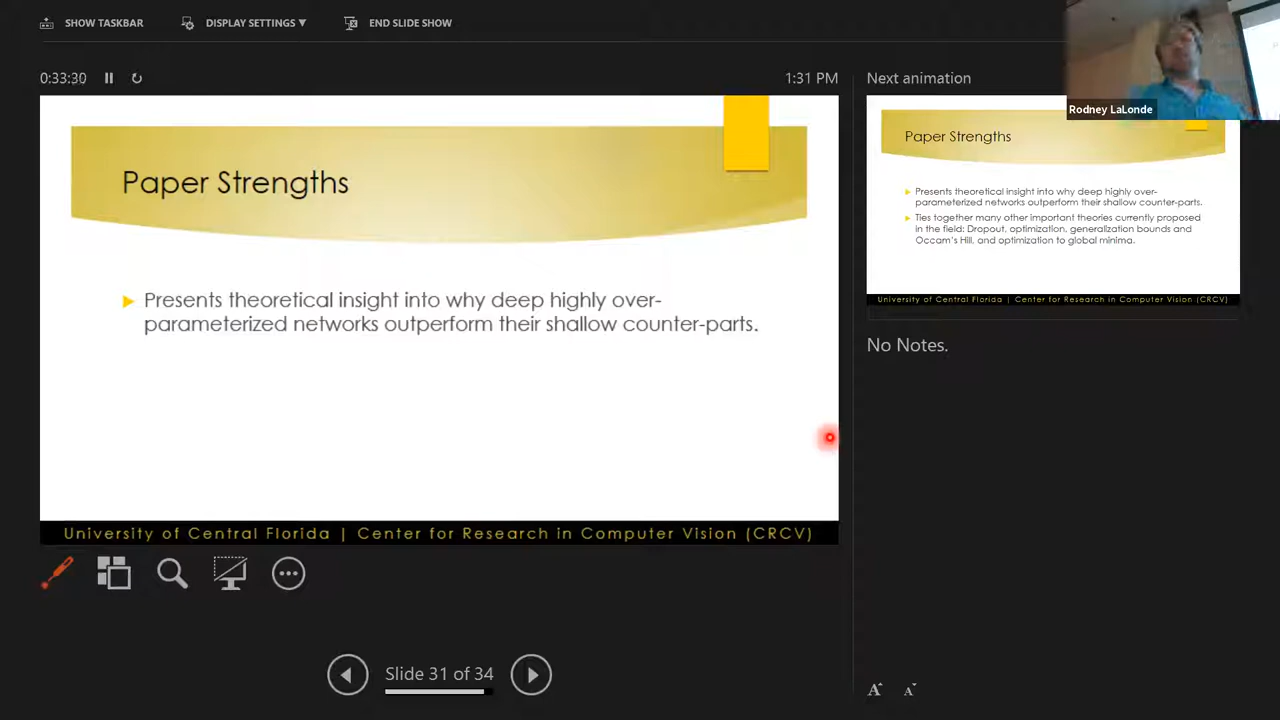 SHOW TASKBAR
DISPLAY SETTINGS ▼
END SLIDE SHOW
0:33:30
1:31 PM
Paper Strengths
Presents theoretical insight into why deep highly over-
parameterized networks outperform their shallow counter-parts.
University of Central Florida | Center for Research in Computer Vision (CRCV)
Slide 31 of 34
Next animation
Rodney LaLonde
Paper Strengths
Presents theoretical insight into why deep highly over-
parameterized networks outperform their shallow counter-parts.
Ties together many other important theories currently proposed
in the field: Dropout, optimization, generalization bounds and
Occam's Hill, and optimization to global minima.
University of Central Florida | Center for Research in Computer Vision (CRCV)
No Notes.
A A